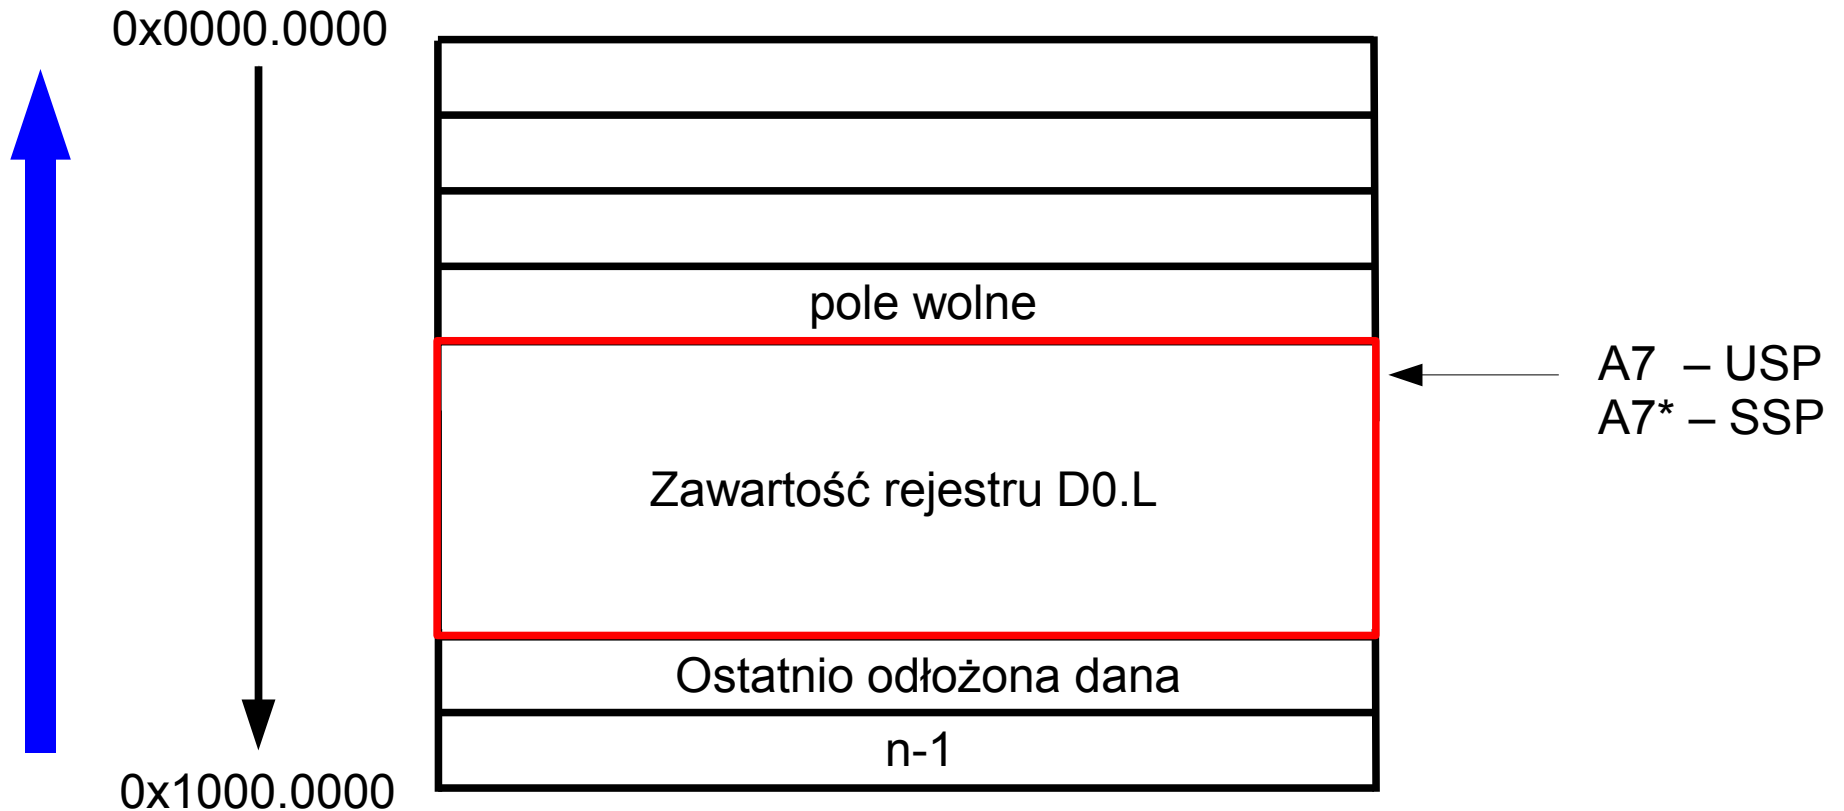 0x0000.0000
pole wolne
A7 – USP
A7* – SSP
Zawartość rejestru D0.L
Ostatnio odłożona dana
n-1
0x1000.0000